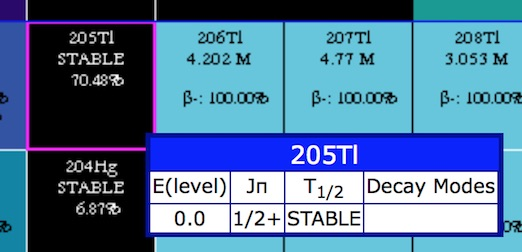 205Tl
STABLE
70.48%
206Tl
4.202 M
β-: 100.00%
207Tl
4.77 M
β-: 100.00%
208Tl
3.053 M
β-: 100.00%
204Hg
STABLE
6.87%
205Tl
E(level) Jπ T1/2 Decay Modes
0.0 1/2+ STABLE